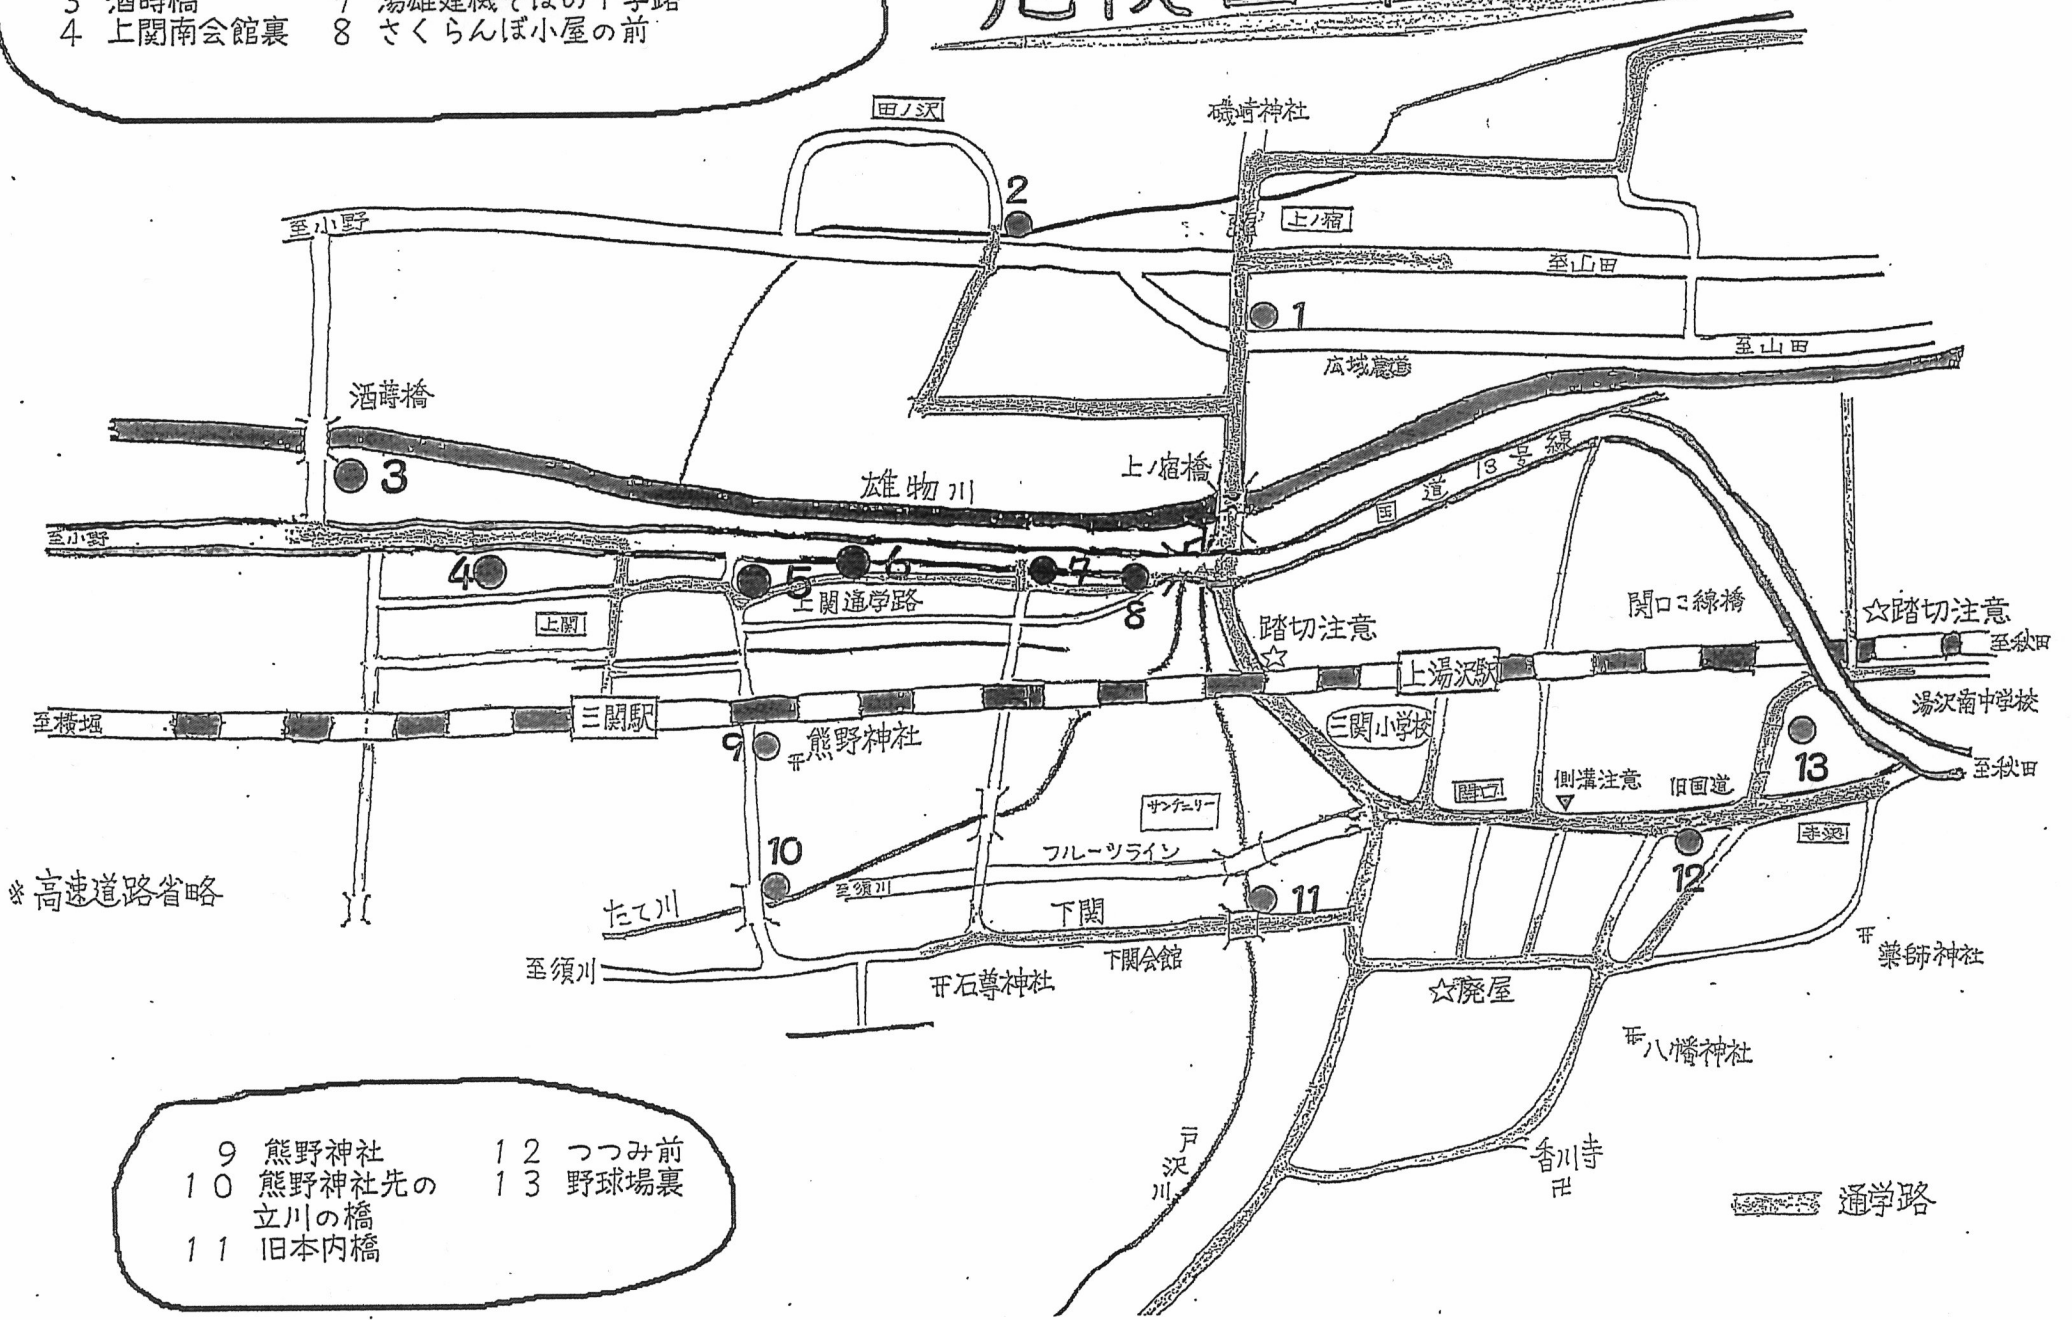 3 酒蒔橋
4 上関南会館裏 8 さくらんぼ小屋の前
田ノ沢
磯崎神社
2
至小野
上ノ宿
至山田
1
至山田
広域農道
酒蒔橋
3
雄物川
上ノ宿橋
国道13号線
至小野
4
5
6
7
8
上関通学路
上関
踏切注意
☆
関口こ線橋
☆踏切注意
至秋田
上湯沢駅
湯沢南中学校
至横堀
三関駅
9
熊野神社
三関小学校
13
至秋田
側溝注意
旧国道
関口
サンテニリー
寺沢
12
10
フルーツライン
至須川
11
※高速道路省略
たて川
下関
下関会館
至須川
石尊神社
☆廃屋
薬師神社
八幡神社
香川寺
卍
戸沢川
通学路
9 熊野神社 12 つつみ前
10 熊野神社先の 13 野球場裏
立川の橋
11 旧本内橋